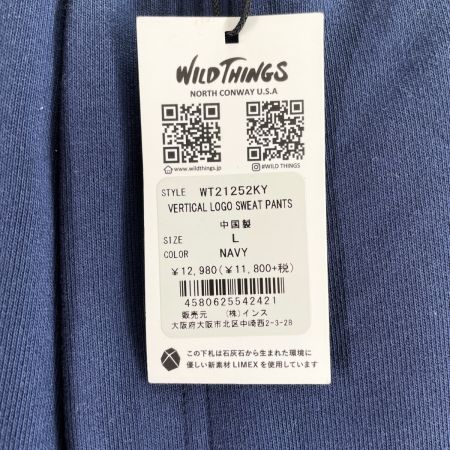 WILDTHINGS
NORTH CONWAY U.S.A
www.wildthings.jp #WILD THINGS
STYLE WT21252KY
VERTICAL LOGO SWEAT PANTS
中国製
SIZE L
COLOR NAVY
¥12,980(¥11,800+税)
4580625542421
販売元 (株)インス
大阪府大阪市北区中崎西2-3-28
この下札は石灰石から生まれた環境に
優しい新素材 LIMEX を使用しています